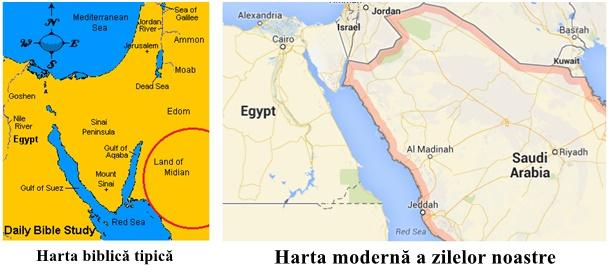 Mediterranean
Sea
Sea of
Galilee
Jordan
River
Ammon
Jerusalem
Moab
Dead Sea
Goshen
Edom
Nile
River
Sinai
Peninsula
Egypt
Gulf of
Aqaba
Land of
Midian
Mount
Sinai
Gulf of Suez
Red Sea
Daily Bible Study
N
W
E
S
Harta biblică tipică
Alexandria
Jordan
Israel
Cairo
Basrah
Kuwait
Egypt
Al Madinah
Riyadh
Saudi
Arabia
Jeddah
Red Sea
Harta modernă a zilelor noastre